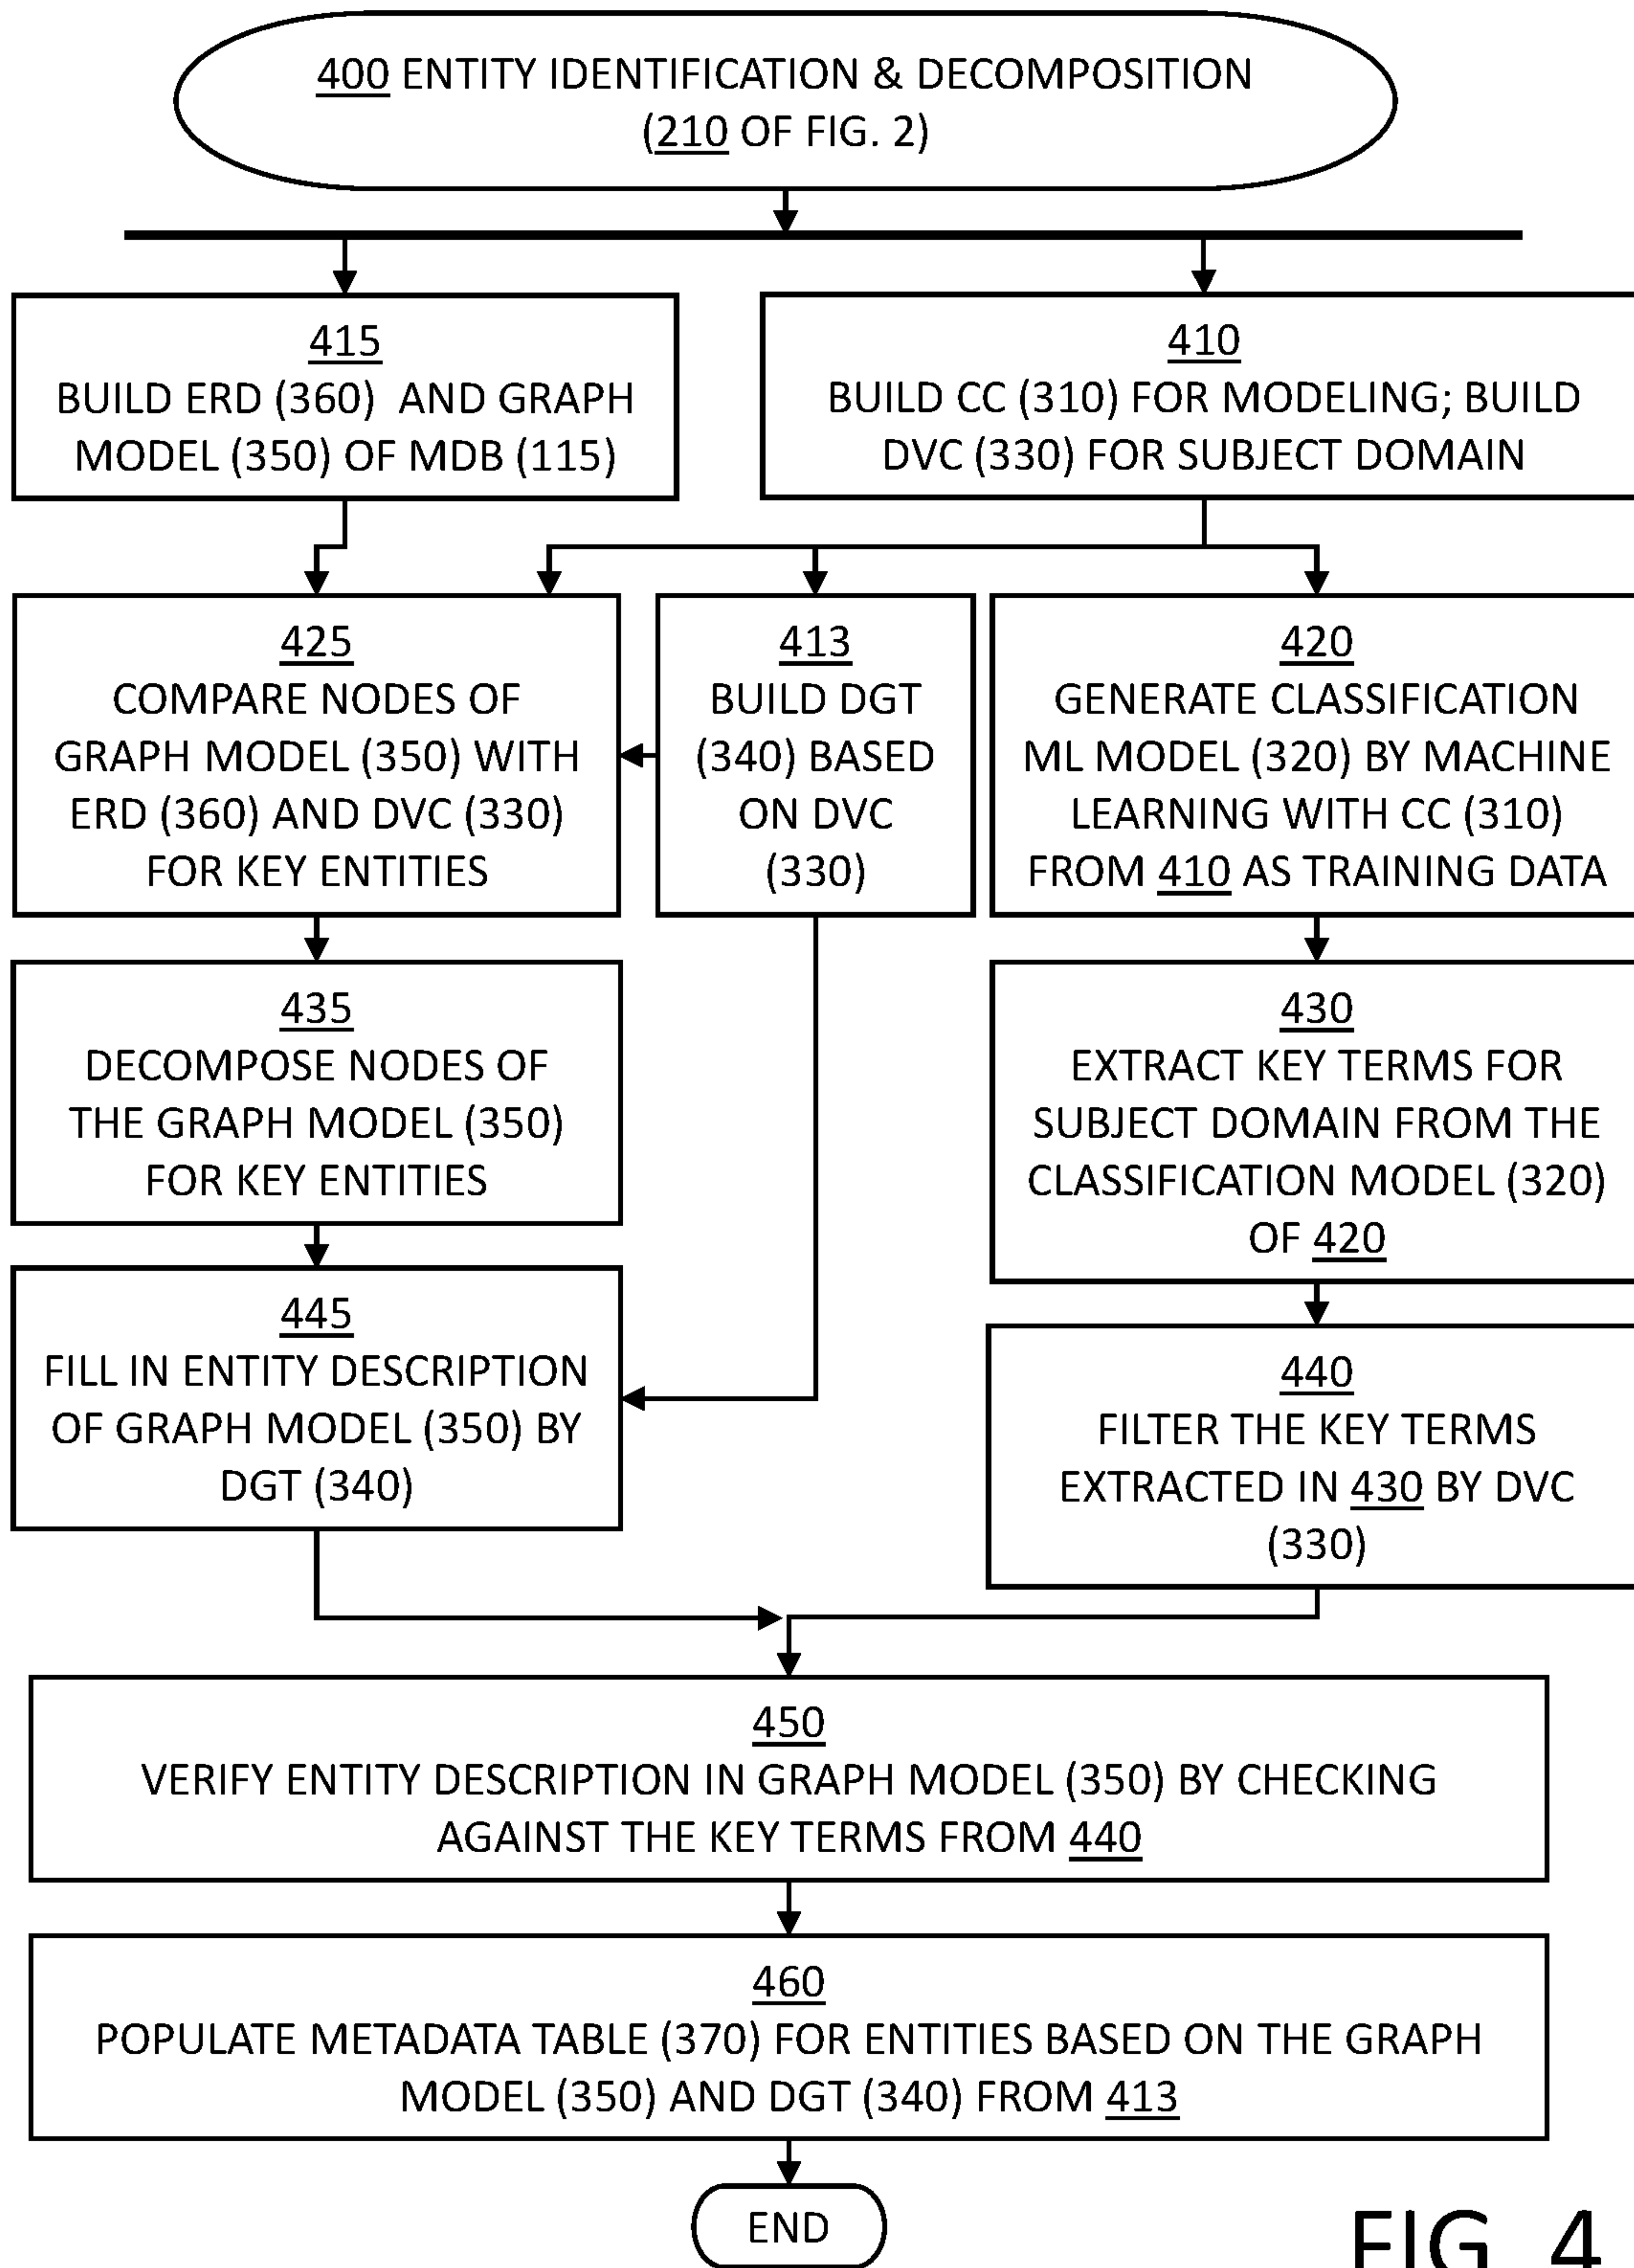 400 ENTITY IDENTIFICATION & DECOMPOSITION
(210 OF FIG. 2)
415
BUILD ERD (360) AND GRAPH
MODEL (350) OF MDB (115)
410
BUILD CC (310) FOR MODELING; BUILD
DVC (330) FOR SUBJECT DOMAIN
425
COMPARE NODES OF
GRAPH MODEL (350) WITH
ERD (360) AND DVC (330)
FOR KEY ENTITIES
413
BUILD DGT
(340) BASED
ON DVC
(330)
420
GENERATE CLASSIFICATION
ML MODEL (320) BY MACHINE
LEARNING WITH CC (310)
FROM 410 AS TRAINING DATA
435
DECOMPOSE NODES OF
THE GRAPH MODEL (350)
FOR KEY ENTITIES
430
EXTRACT KEY TERMS FOR
SUBJECT DOMAIN FROM THE
CLASSIFICATION MODEL (320)
OF 420
445
FILL IN ENTITY DESCRIPTION
OF GRAPH MODEL (350) BY
DGT (340)
440
FILTER THE KEY TERMS
EXTRACTED IN 430 BY DVC
(330)
450
VERIFY ENTITY DESCRIPTION IN GRAPH MODEL (350) BY CHECKING
AGAINST THE KEY TERMS FROM 440
460
POPULATE METADATA TABLE (370) FOR ENTITIES BASED ON THE GRAPH
MODEL (350) AND DGT (340) FROM 413
END
FIG. 4